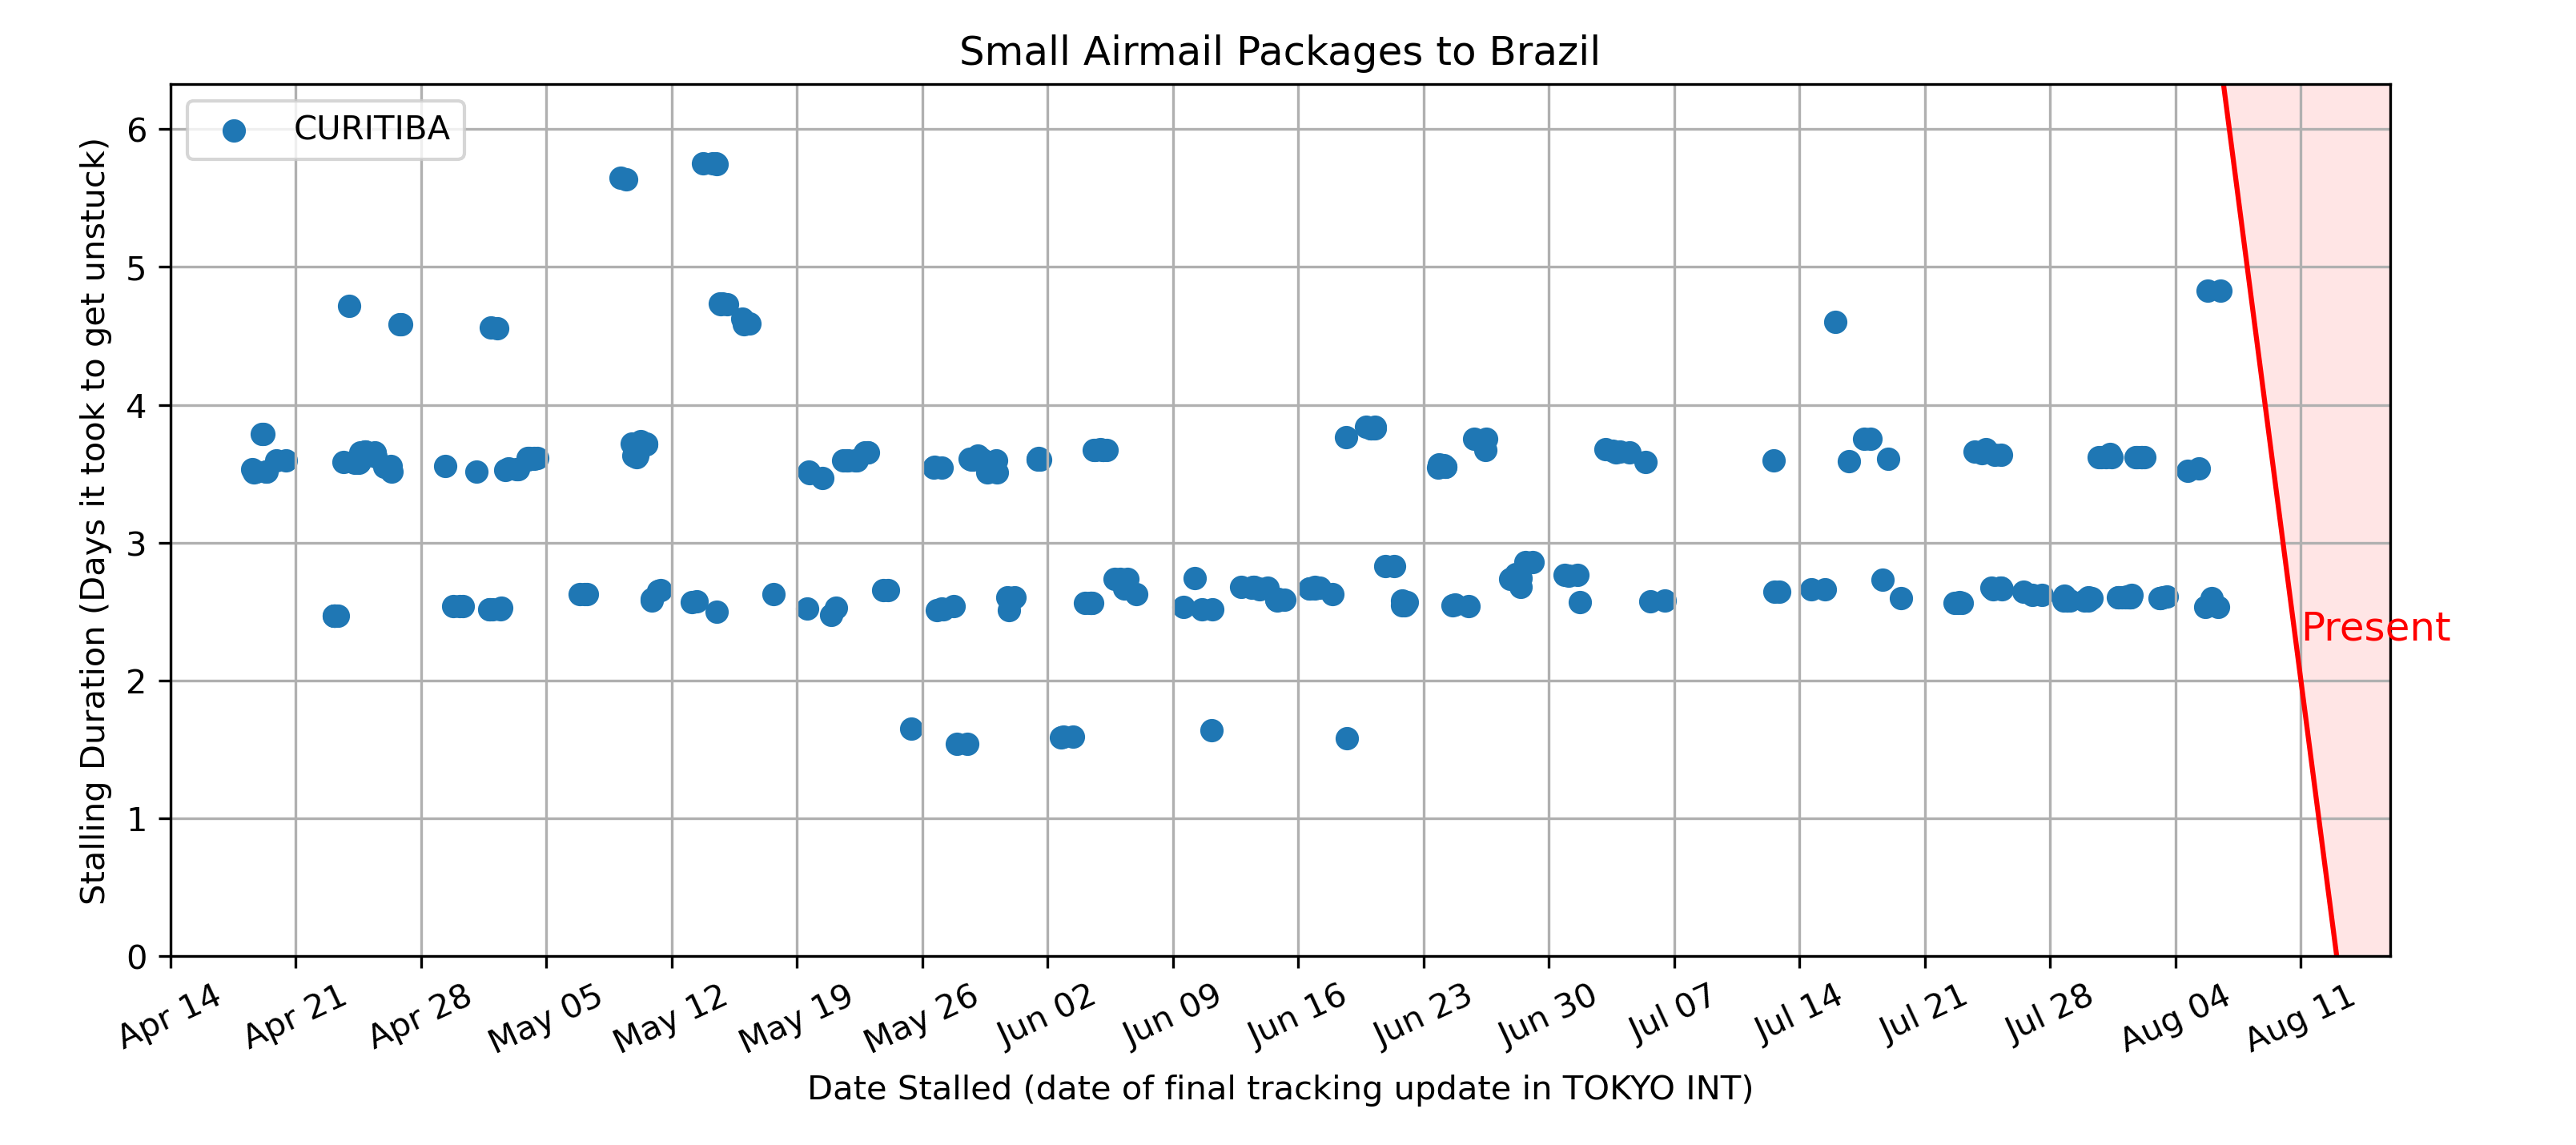 Small Airmail Packages to Brazil
CURITIBA
Stalling Duration (Days it took to get unstuck)
6
5
4
3
2
1
0
Present
Apr 14
Apr 21
Apr 28
May 05
May 12
May 19
May 26
Jun 02
Jun 09
Jun 16
Jun 23
Jun 30
Jul 07
Jul 14
Jul 21
Jul 28
Aug 04
Aug 11
Date Stalled (date of final tracking update in TOKYO INT)